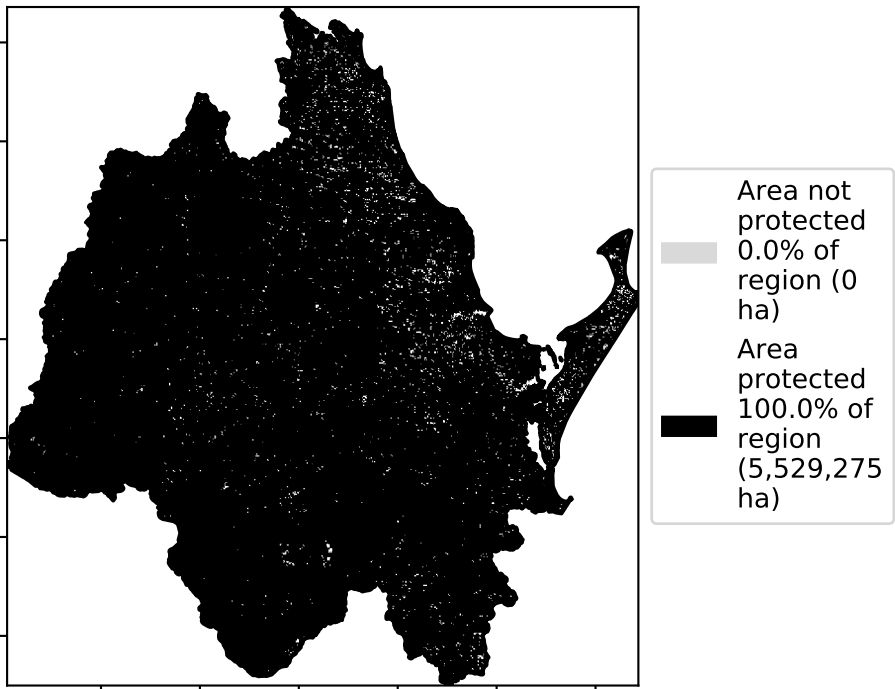 Area not
protected
0.0% of
region (0
ha)
Area
protected
100.0% of
region
(5,529,275
ha)